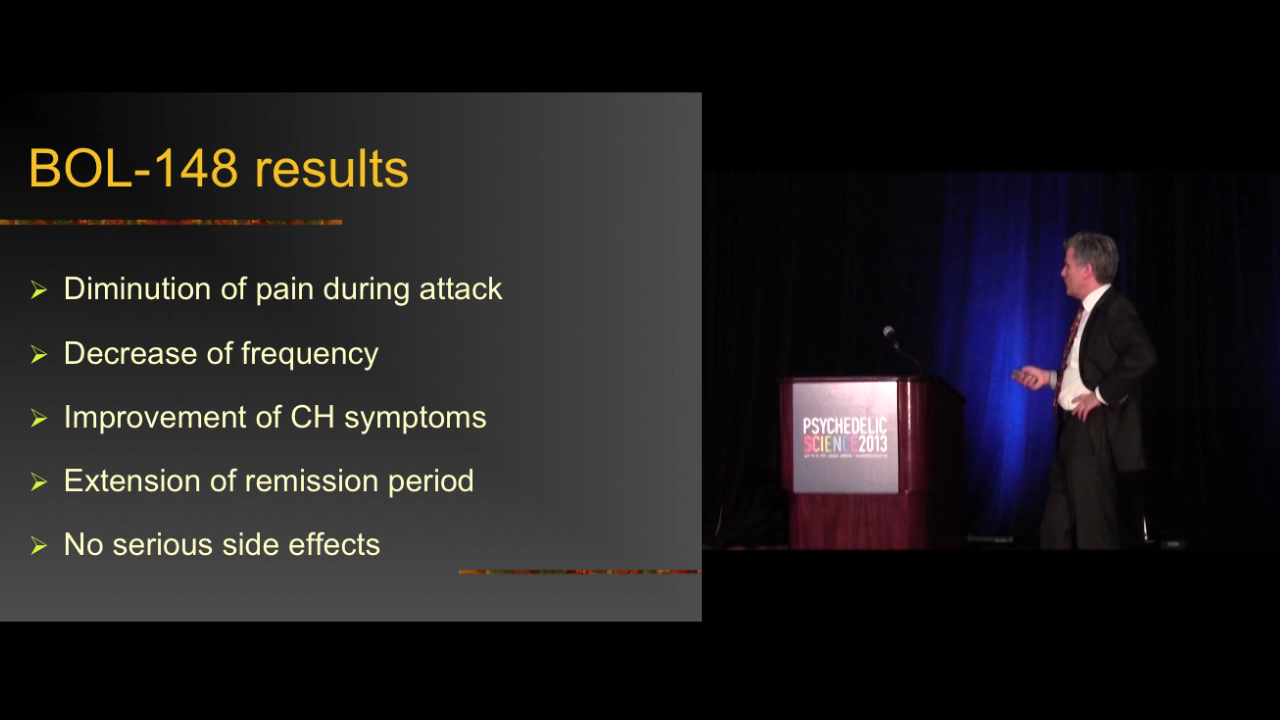 BOL-148 results
Diminution of pain during attack
Decrease of frequency
Improvement of CH symptoms
Extension of remission period
No serious side effects
PSYCHEDELIC
SCIENCE2013